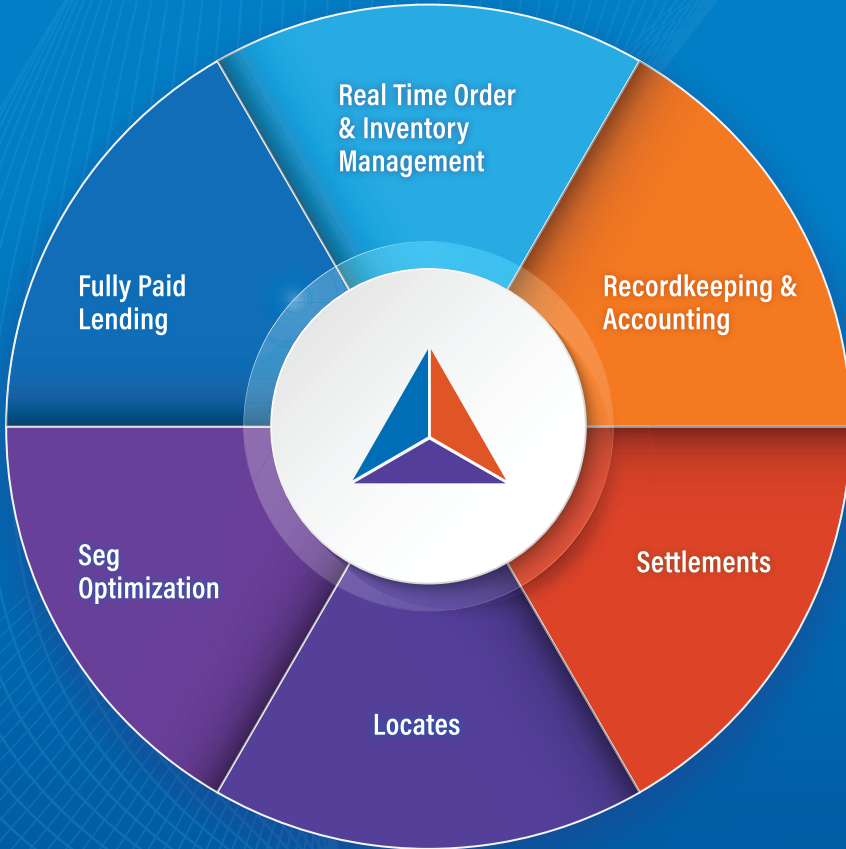 Real Time Order
& Inventory
Management
Recordkeeping &
Accounting
Settlements
Locates
Seg
Optimization
Fully Paid
Lending